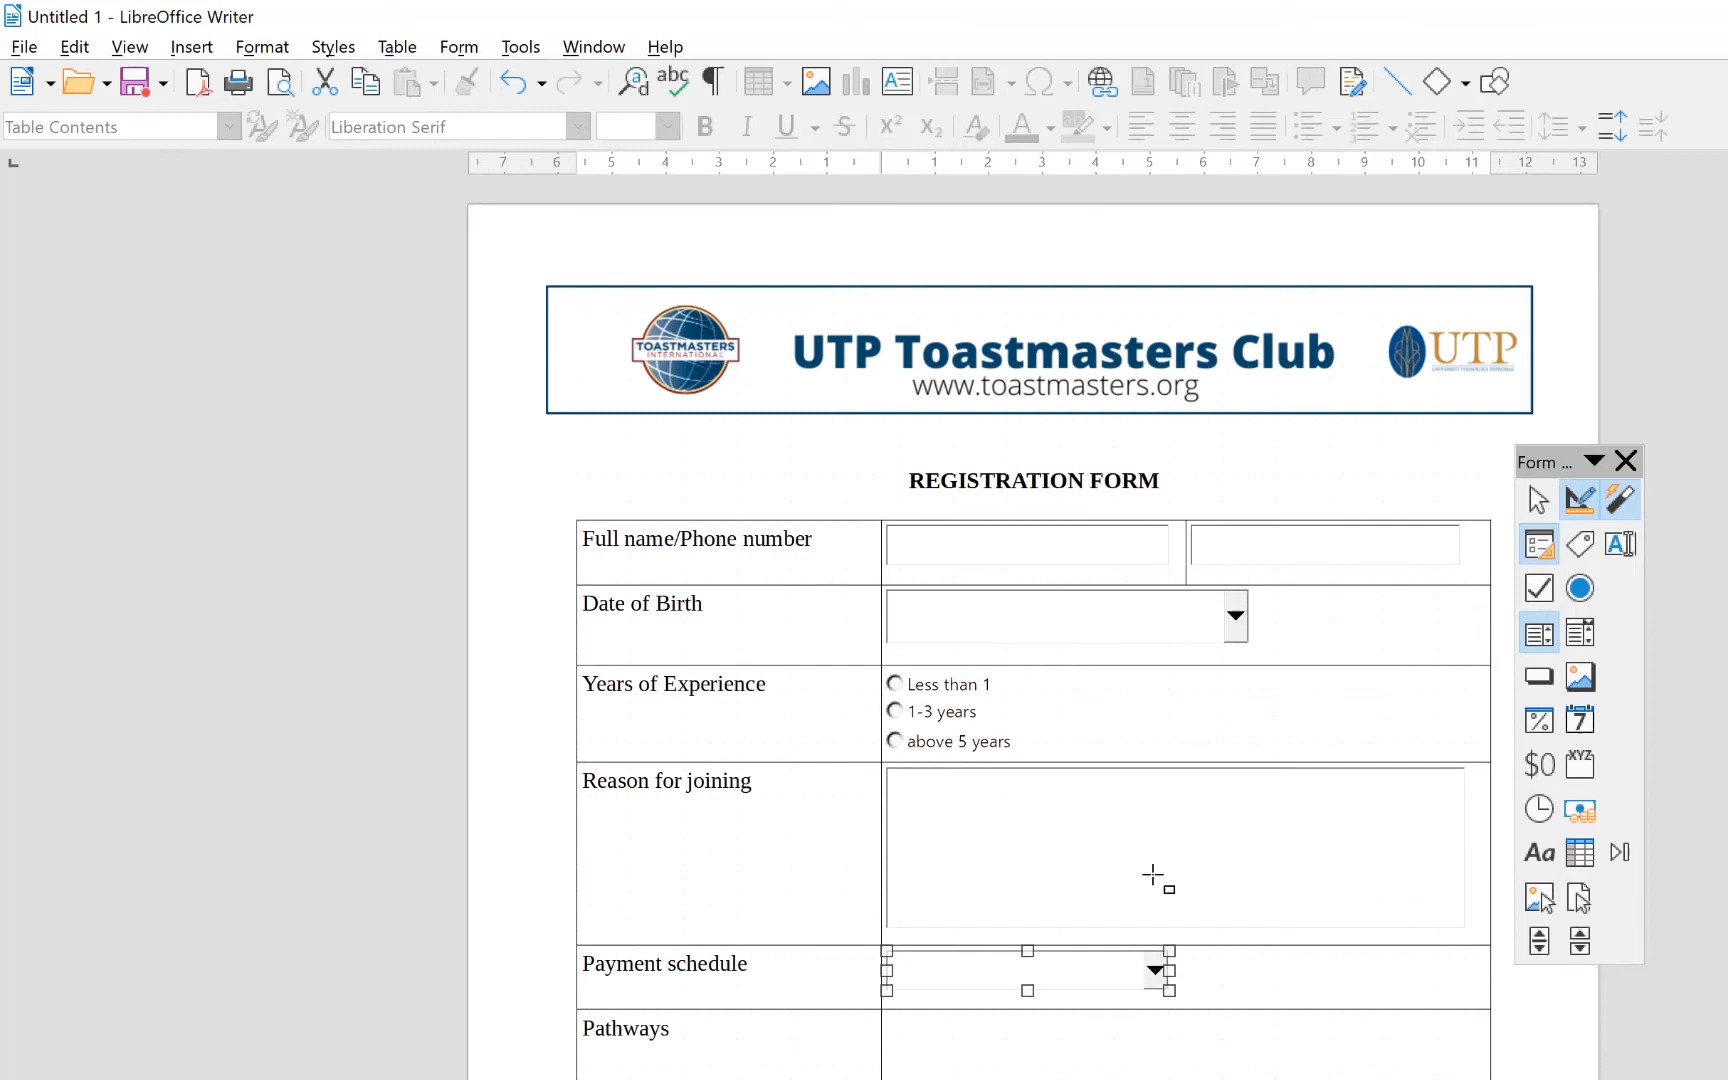 Untitled 1 - LibreOffice Writer
File Edit View Insert Format Styles Table Form Tools Window Help
Table Contents Liberation Serif
7 6 5 4 3 2 1 1 2 3 4 5 6 7 8 9 10 11 12 13
TOASTMASTERS
INTERNATIONAL
UTP Toastmasters Club
www.toastmasters.org
UTP
REGISTRATION FORM
Form ...
Full name/Phone number
Date of Birth
Years of Experience
Less than 1
1-3 years
above 5 years
Reason for joining
Payment schedule
Pathways